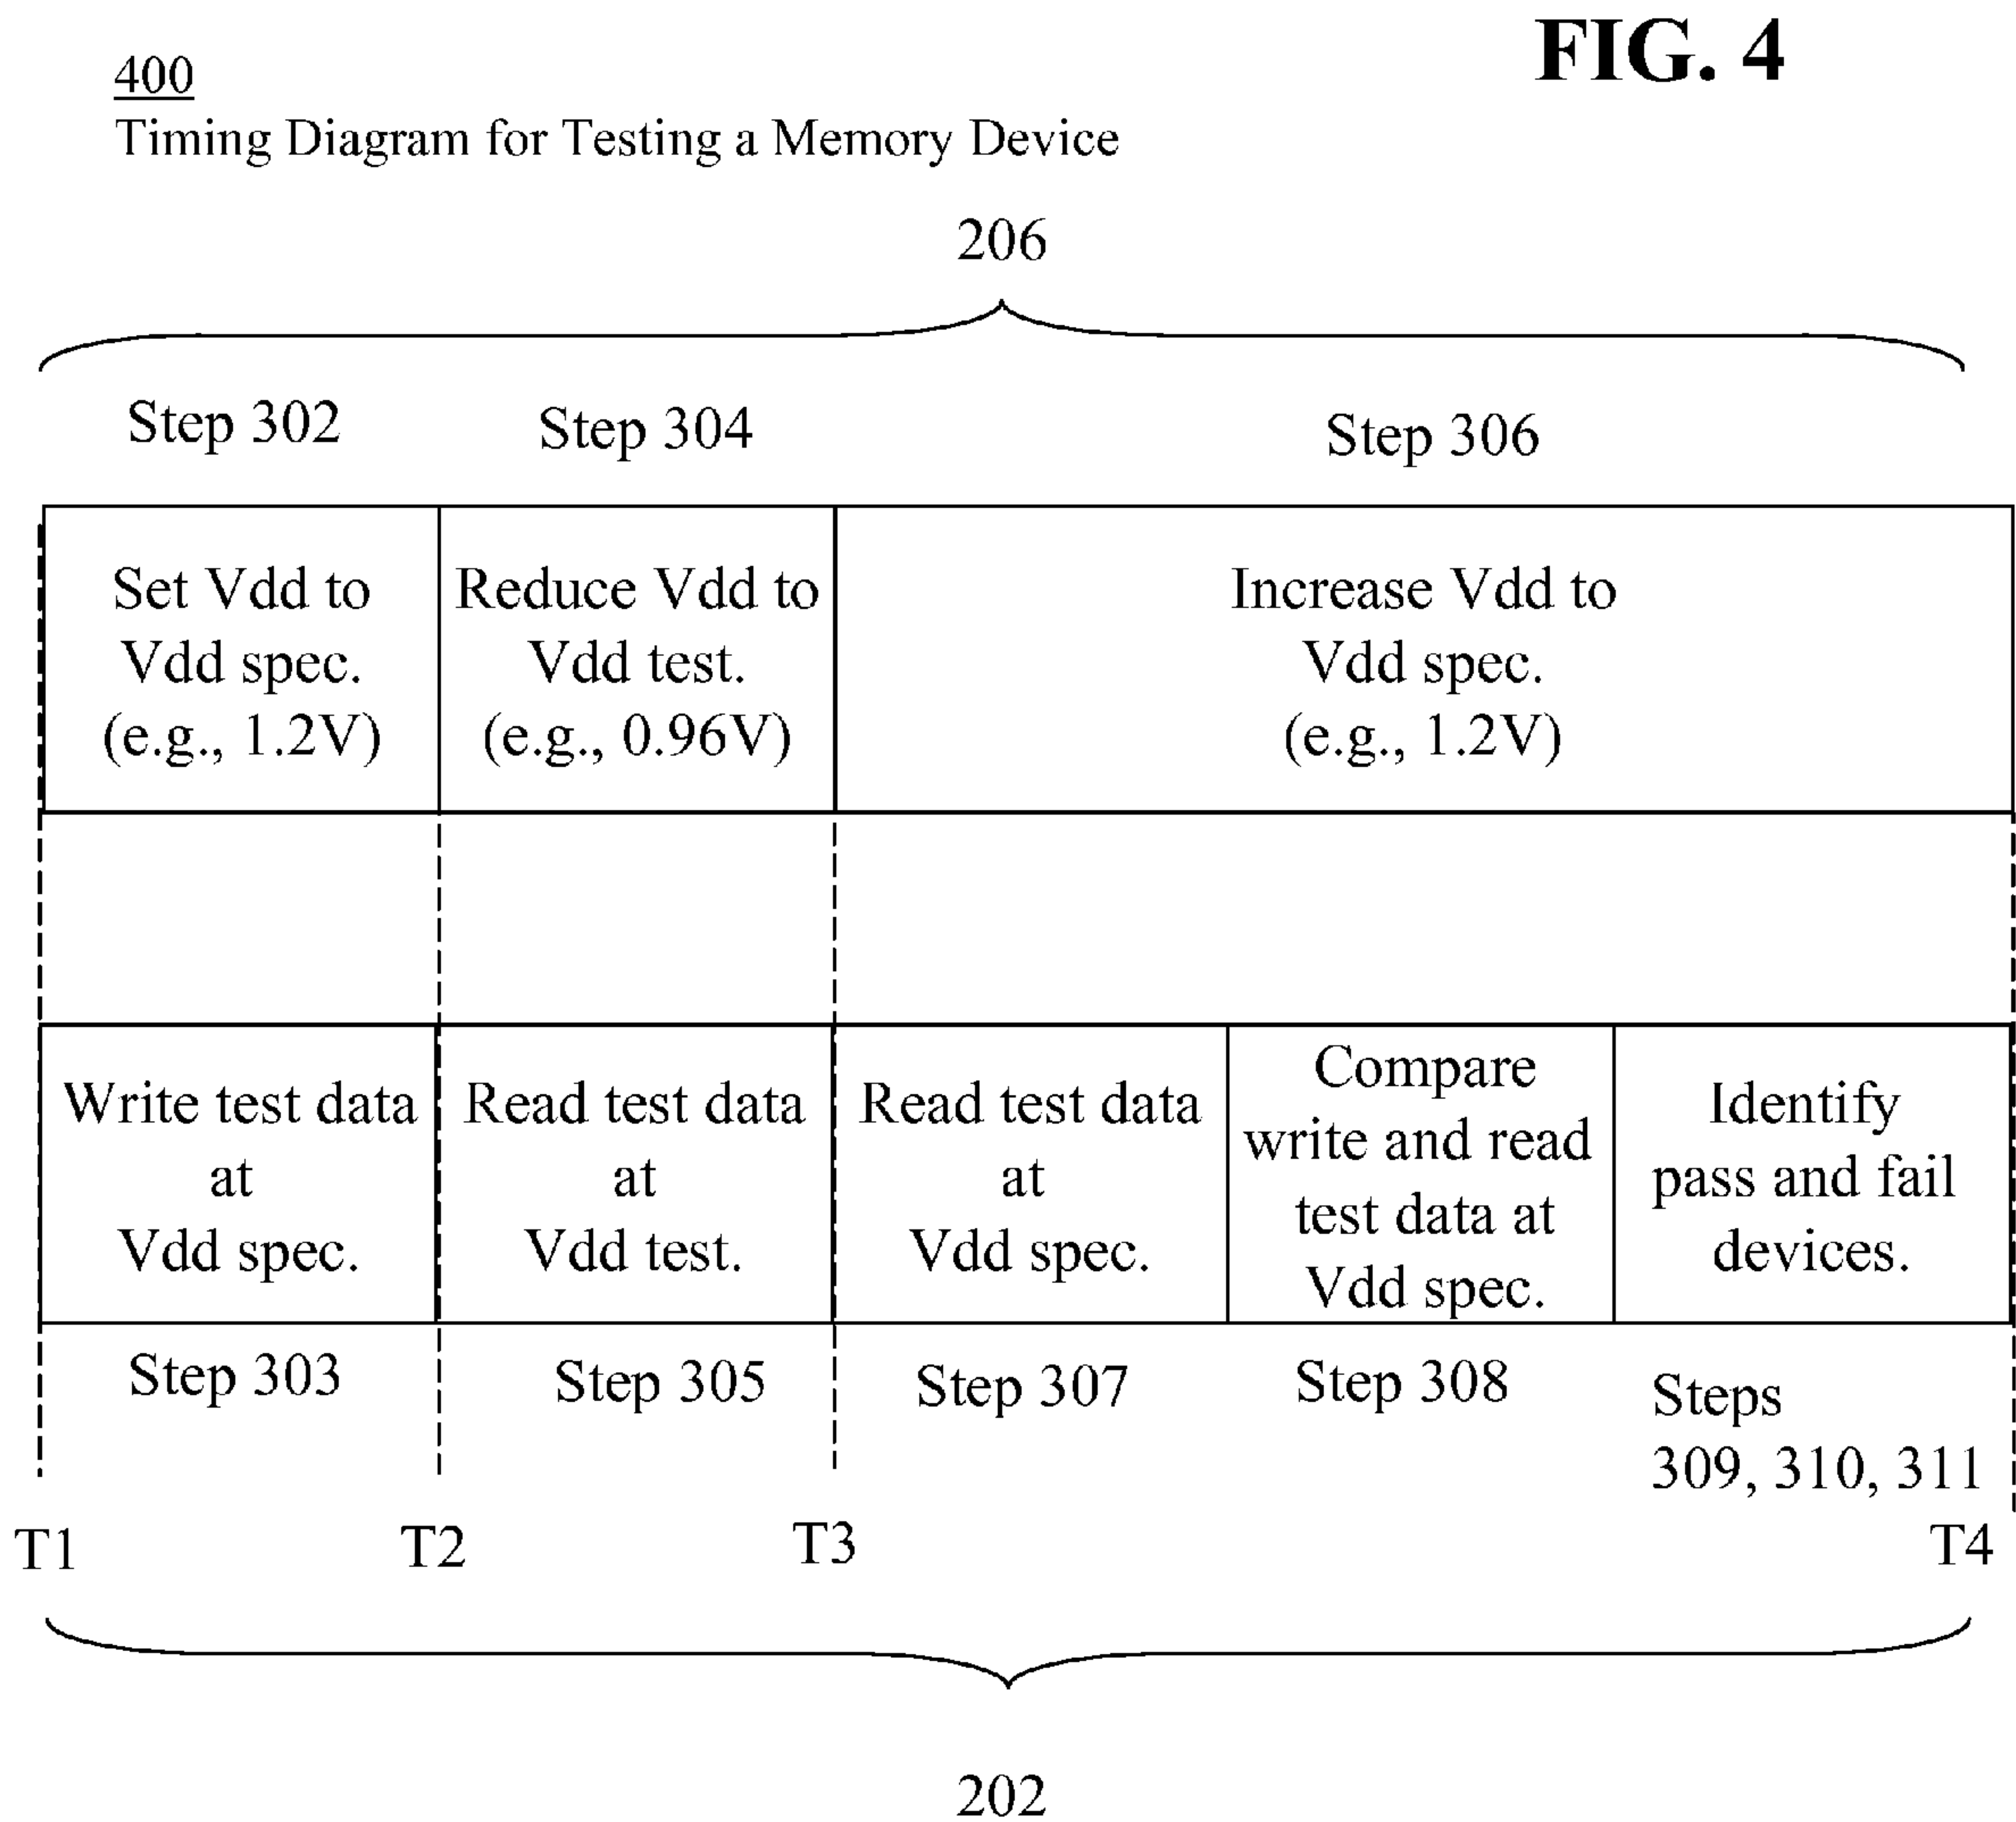 FIG. 4
400
Timing Diagram for Testing a Memory Device
206
Step 302
Step 304
Step 306
Set Vdd to
Vdd spec.
(e.g., 1.2V)
Reduce Vdd to
Vdd test.
(e.g., 0.96V)
Increase Vdd to
Vdd spec.
(e.g., 1.2V)
Write test data
at
Vdd spec.
Read test data
at
Vdd test.
Read test data
at
Vdd spec.
Compare
write and read
test data at
Vdd spec.
Identify
pass and fail
devices.
Step 303
Step 305
Step 307
Step 308
Steps
309, 310, 311
T1
T2
T3
T4
202